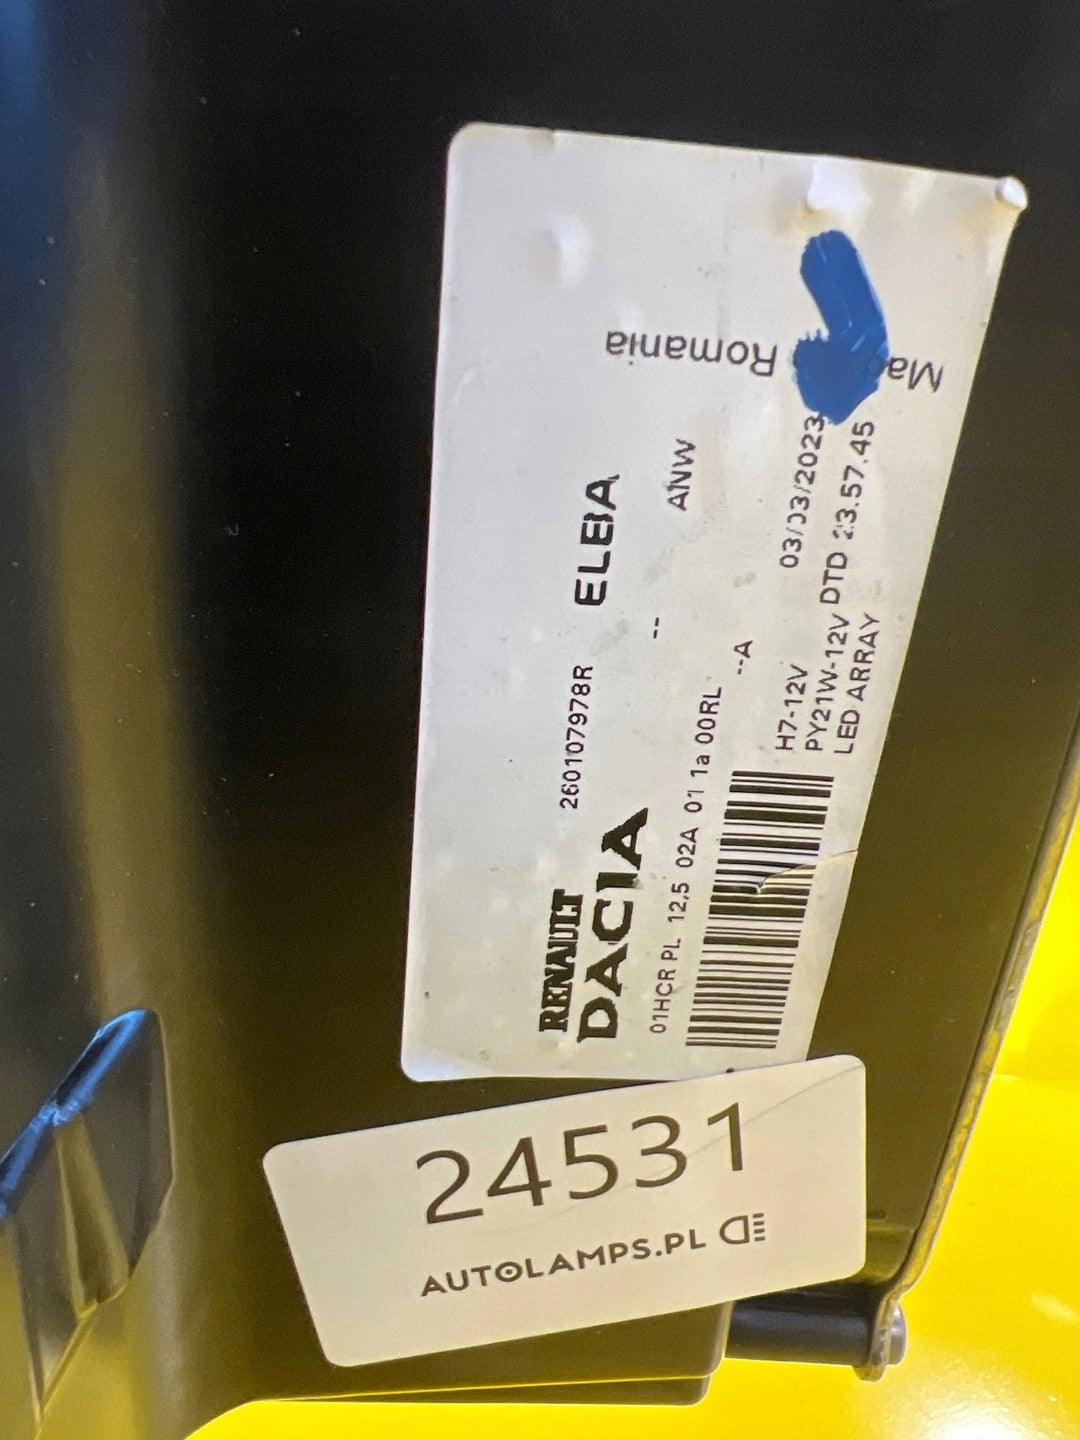 RENAULT
DACIA
260107978R
ELBA
01HCR PL 12,5 02A 01 1a 00RL
--
ANW
--A
H7-12V
03/03/2023
PY21W-12V DTD 23.57.45
LED ARRAY
Romania
24531
AUTOLAMPS.PL